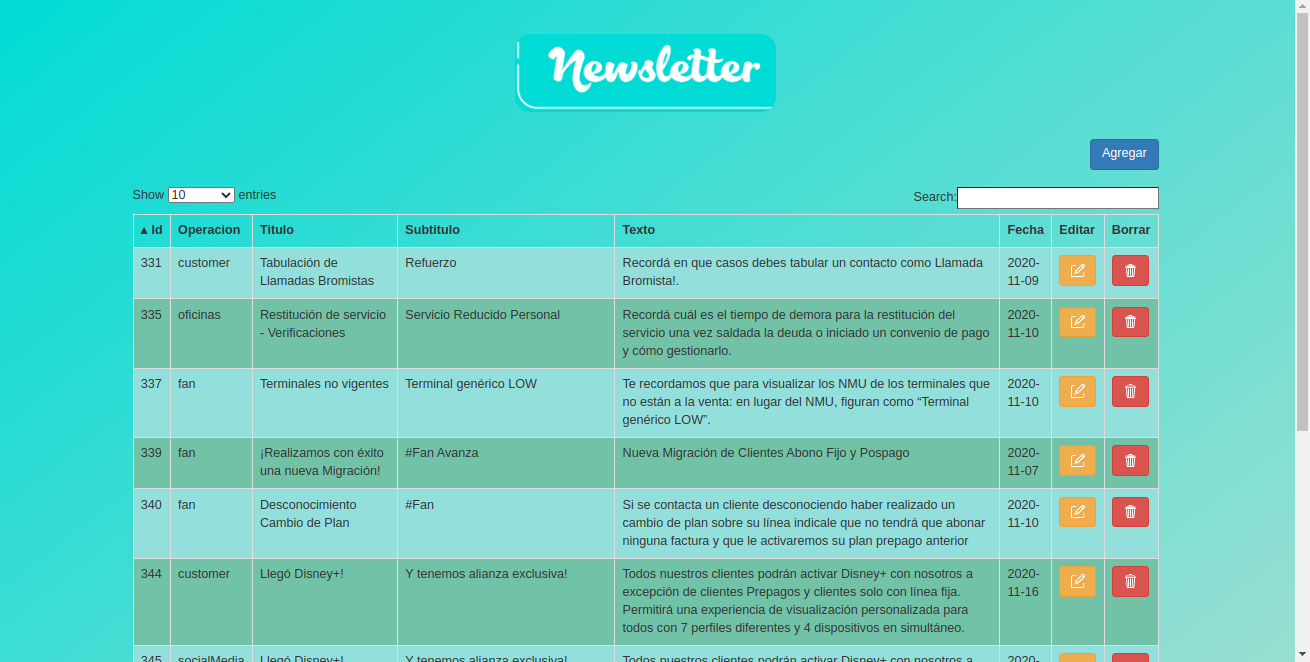 Newsletter
Agregar
Show 10 entries
Search:
▲ Id Operacion Titulo Subtitulo Texto Fecha Editar Borrar
331 customer Tabulación de Refuerzo Recordá en que casos debes tabular un contacto como Llamada 2020-
Llamadas Bromistas Bromista!. 11-09
335 oficinas Restitución de servicio Servicio Reducido Personal Recordá cuál es el tiempo de demora para la restitución del 2020-
- Verificaciones servicio una vez saldada la deuda o iniciado un convenio de pago 11-10
y cómo gestionarlo.
337 fan Terminales no vigentes Terminal genérico LOW Te recordamos que para visualizar los NMU de los terminales que 2020-
no están a la venta: en lugar del NMU, figuran como “Terminal 11-10
genérico LOW”.
339 fan ¡Realizamos con éxito #Fan Avanza Nueva Migración de Clientes Abono Fijo y Pospago 2020-
una nueva Migración! 11-07
340 fan Desconocimiento #Fan Si se contacta un cliente desconociendo haber realizado un 2020-
Cambio de Plan cambio de plan sobre su línea indicale que no tendrá que abonar 11-10
ninguna factura y que le activaremos su plan prepago anterior
344 customer Llegó Disney+! Y tenemos alianza exclusiva! Todos nuestros clientes podrán activar Disney+ con nosotros a 2020-
excepción de clientes Prepagos y clientes solo con línea fija. 11-16
Permitirá una experiencia de visualización personalizada para
todos con 7 perfiles diferentes y 4 dispositivos en simultáneo.
345 socialMedia Llegó Disney+! Y tenemos alianza exclusiva! Todos nuestros clientes podrán activar Disney+ con nosotros a 2020-